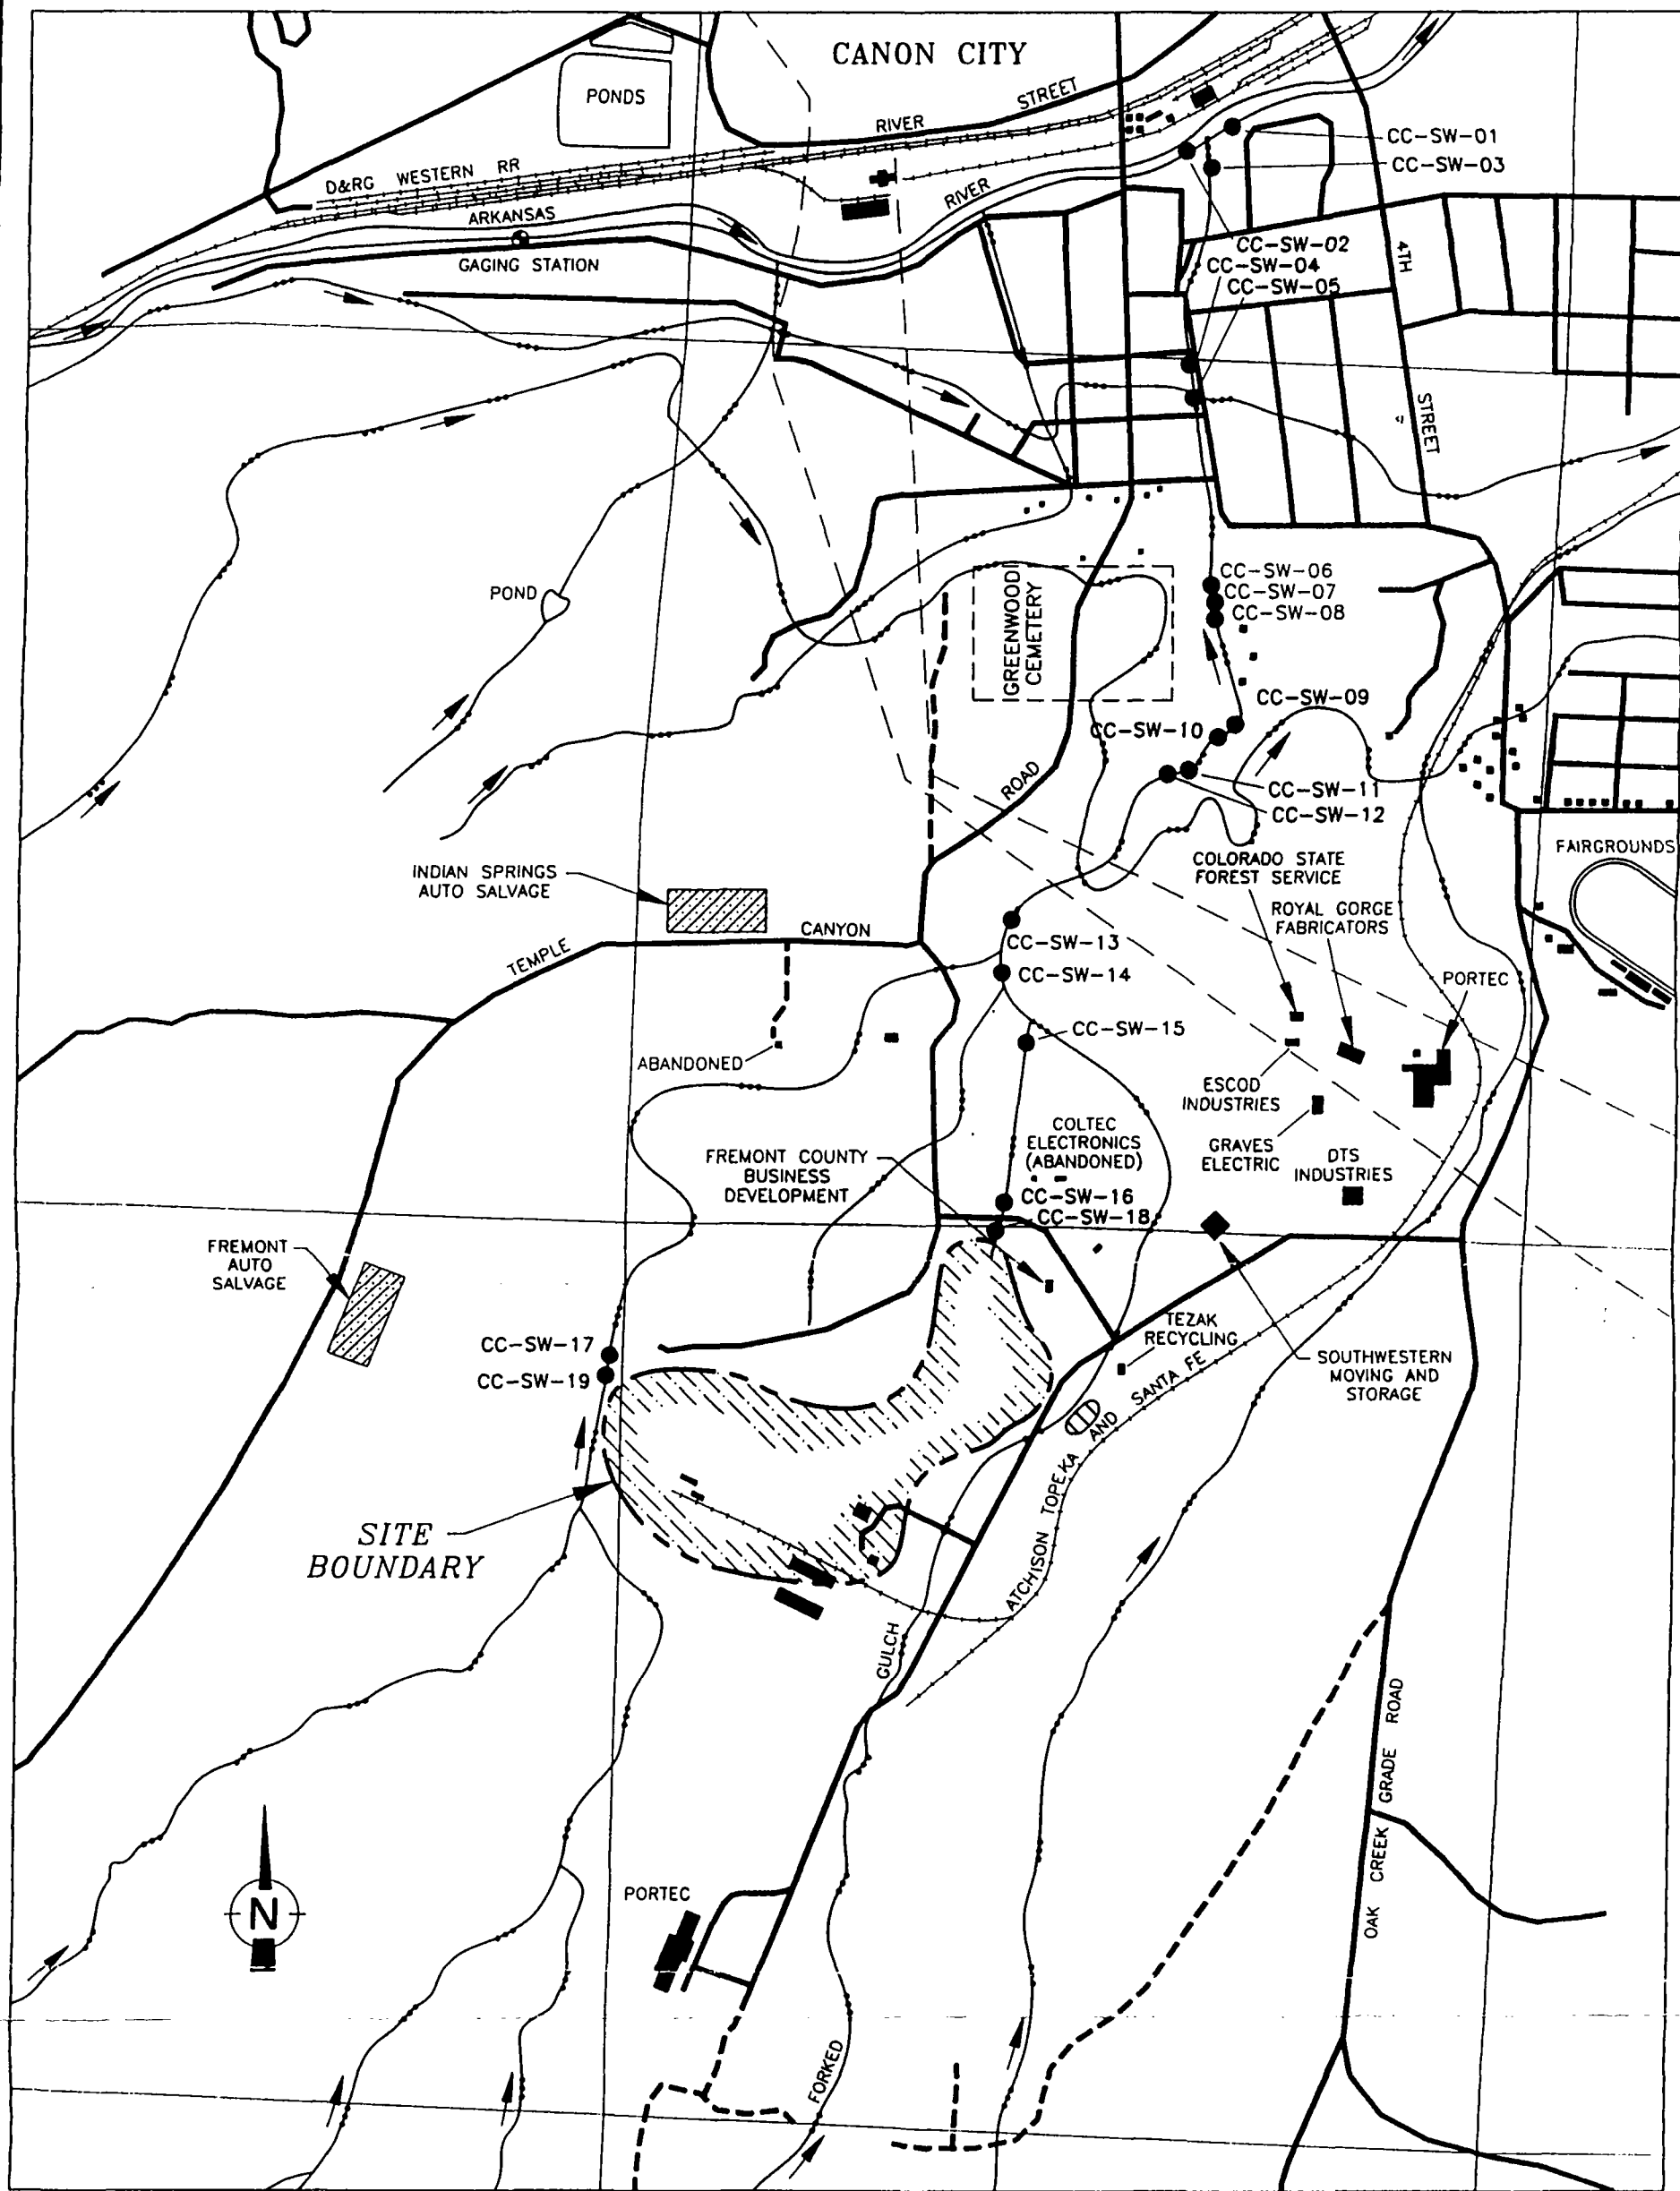 CANON CITY
PONDS
RIVER STREET
D&RG WESTERN RR
ARKANSAS RIVER
GAGING STATION
CC-SW-01
CC-SW-03
CC-SW-02
CC-SW-04
CC-SW-05
4TH STREET
POND
GREENWOOD
CEMETERY
CC-SW-06
CC-SW-07
CC-SW-08
CC-SW-09
CC-SW-10
CC-SW-11
CC-SW-12
ROAD
COLORADO STATE
FOREST SERVICE
FAIRGROUNDS
INDIAN SPRINGS
AUTO SALVAGE
ROYAL GORGE
FABRICATORS
TEMPLE CANYON
CC-SW-13
CC-SW-14
PORTEC
CC-SW-15
ABANDONED
ESCOD
INDUSTRIES
COLTEC
ELECTRONICS
(ABANDONED)
GRAVES
ELECTRIC
DTS
INDUSTRIES
FREMONT COUNTY
BUSINESS
DEVELOPMENT
CC-SW-16
CC-SW-18
FREMONT
AUTO
SALVAGE
CC-SW-17
CC-SW-19
TEZAK
RECYCLING
SOUTHWESTERN
MOVING AND
STORAGE
ATCHISON TOPEKA AND SANTA FE
SITE
BOUNDARY
FORKED GULCH
OAK CREEK GRADE ROAD
PORTEC
N